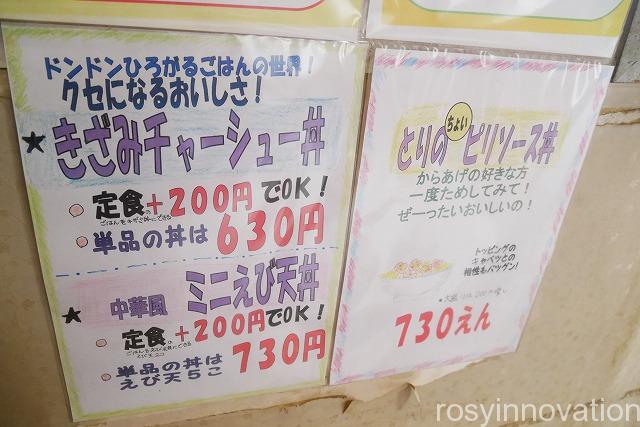 ドンドンひろがるごはんの世界!
クセになるおいしさ!
★きざみチャーシュー丼
定食の+200円でOK!
単品の丼は630円
★中華風 ミニえび天丼
定食の+200円でOK!
単品の丼は
えび天5こ 730円
とりのちょいピリソース丼
からあげの好きな方
一度ためしてみて!
ぜーったいおいしいの!
トッピングの
キャベツとの
相性もバツグン!
730えん
rosyinnovation